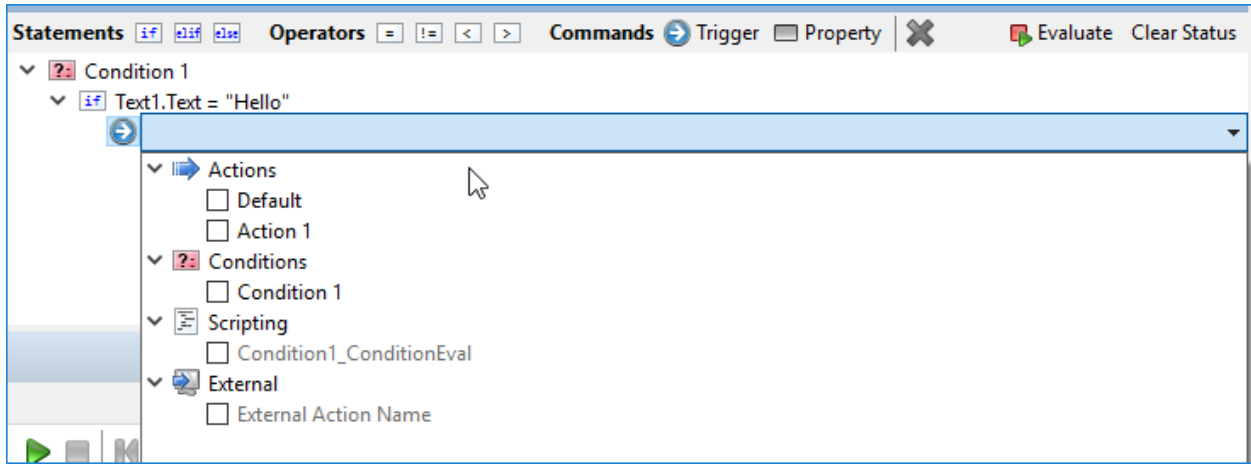 Statements if elif else Operators = != < > Commands Trigger Property Evaluate Clear Status
?: Condition 1
if Text1.Text = "Hello"
Actions
Default
Action 1
?: Conditions
Condition 1
Scripting
Condition1_ConditionEval
External
External Action Name